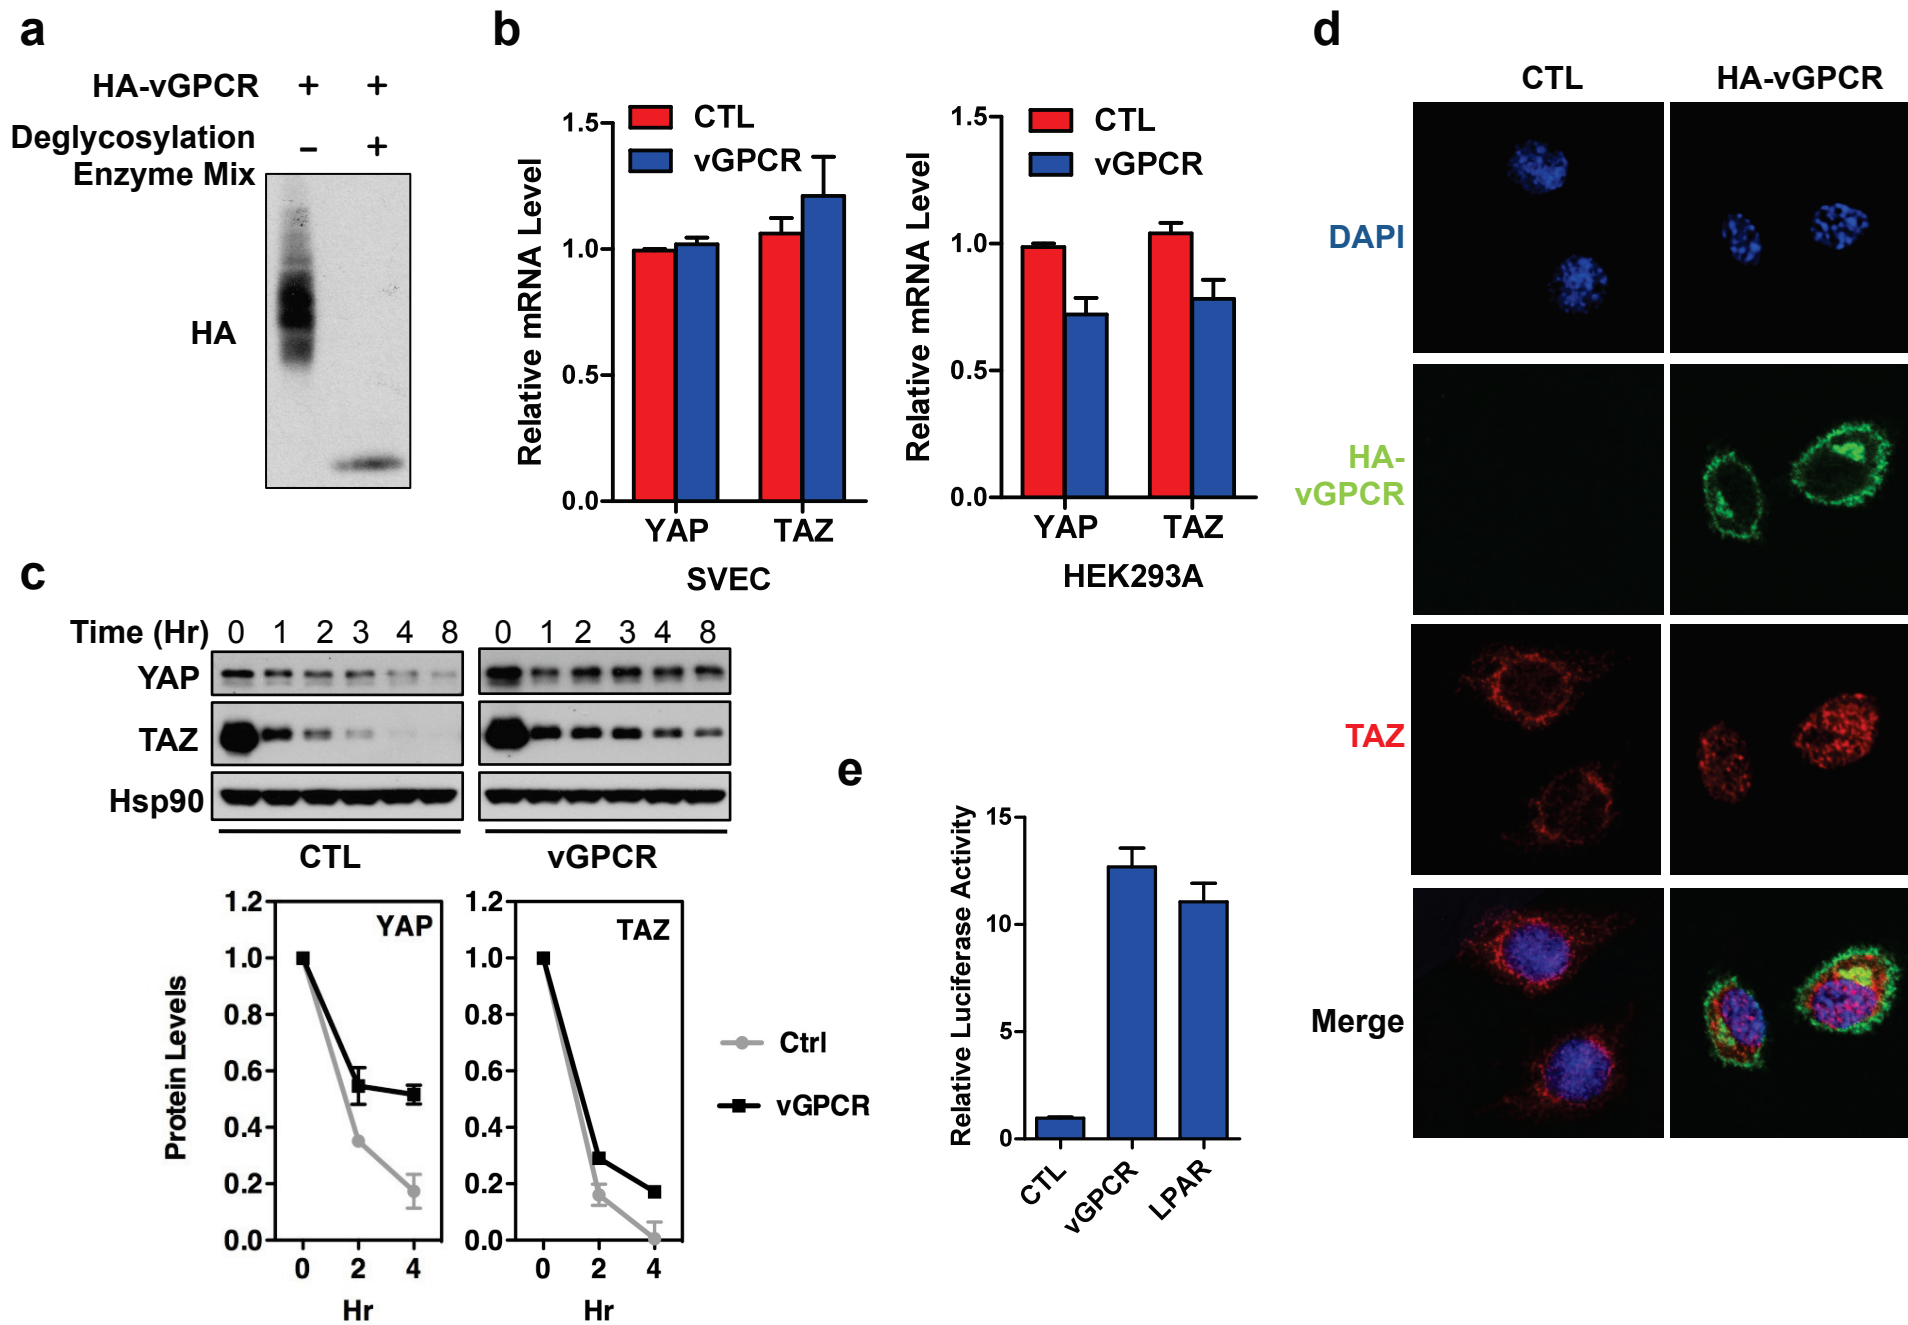 a
HA-vGPCR + +
Deglycosylation
Enzyme Mix – +
HA
b
Relative mRNA Level
1.5
1.0
0.5
0.0
CTL
vGPCR
YAP TAZ
SVEC
Relative mRNA Level
1.5
1.0
0.5
0.0
CTL
vGPCR
YAP TAZ
HEK293A
c
Time (Hr) 0 1 2 3 4 8 0 1 2 3 4 8
YAP
TAZ
Hsp90
CTL vGPCR
Protein Levels
1.2
1.0
0.8
0.6
0.4
0.2
0.0
YAP
0 2 4
Hr
1.2
1.0
0.8
0.6
0.4
0.2
0.0
TAZ
0 2 4
Hr
Ctrl
vGPCR
d
CTL HA-vGPCR
DAPI
HA-
vGPCR
TAZ
Merge
e
Relative Luciferase Activity
15
10
5
0
CTL
vGPCR
LPAR